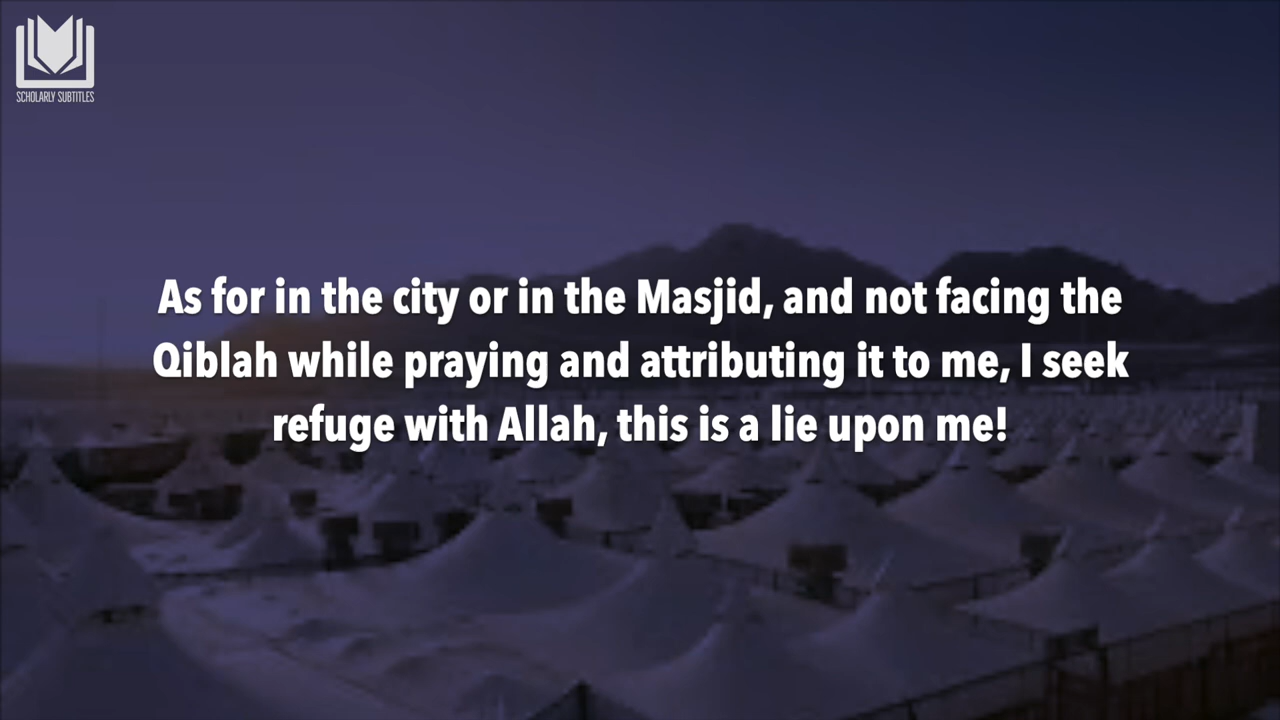 SCHOLARLY SUBTITLES
As for in the city or in the Masjid, and not facing the
Qiblah while praying and attributing it to me, I seek
refuge with Allah, this is a lie upon me!